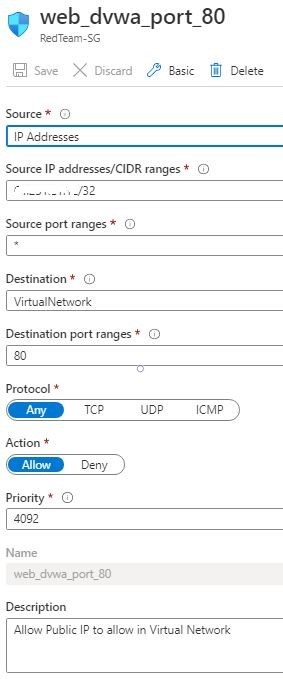 web_dvwa_port_80
RedTeam-SG
Save Discard Basic Delete
Source *
IP Addresses
Source IP addresses/CIDR ranges *
/32
Source port ranges *
*
Destination *
VirtualNetwork
Destination port ranges *
80
Protocol *
Any TCP UDP ICMP
Action *
Allow Deny
Priority *
4092
Name
web_dvwa_port_80
Description
Allow Public IP to allow in Virtual Network